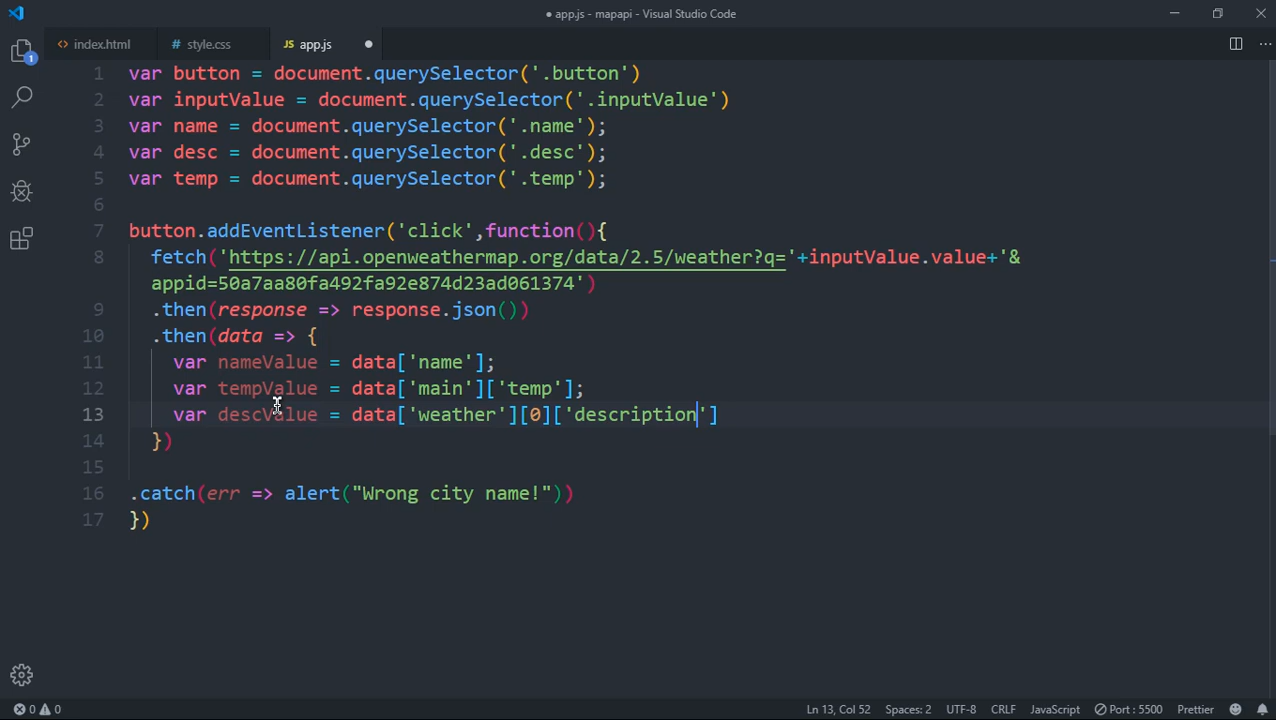 ● app.js - mapapi - Visual Studio Code
<> index.html
# style.css
JS app.js ●
1
1 var button = document.querySelector('.button')
2 var inputValue = document.querySelector('.inputValue')
3 var name = document.querySelector('.name');
4 var desc = document.querySelector('.desc');
5 var temp = document.querySelector('.temp');
6
7 button.addEventListener('click',function(){
8 fetch('https://api.openweathermap.org/data/2.5/weather?q='+inputValue.value+'&
appid=50a7aa80fa492fa92e874d23ad061374')
9 .then(response => response.json())
10 .then(data => {
11 var nameValue = data['name'];
12 var tempValue = data['main']['temp'];
13 var descValue = data['weather'][0]['description']
14 })
15
16 .catch(err => alert("Wrong city name!"))
17 })
0 0 Ln 13, Col 52 Spaces: 2 UTF-8 CRLF JavaScript Port : 5500 Prettier